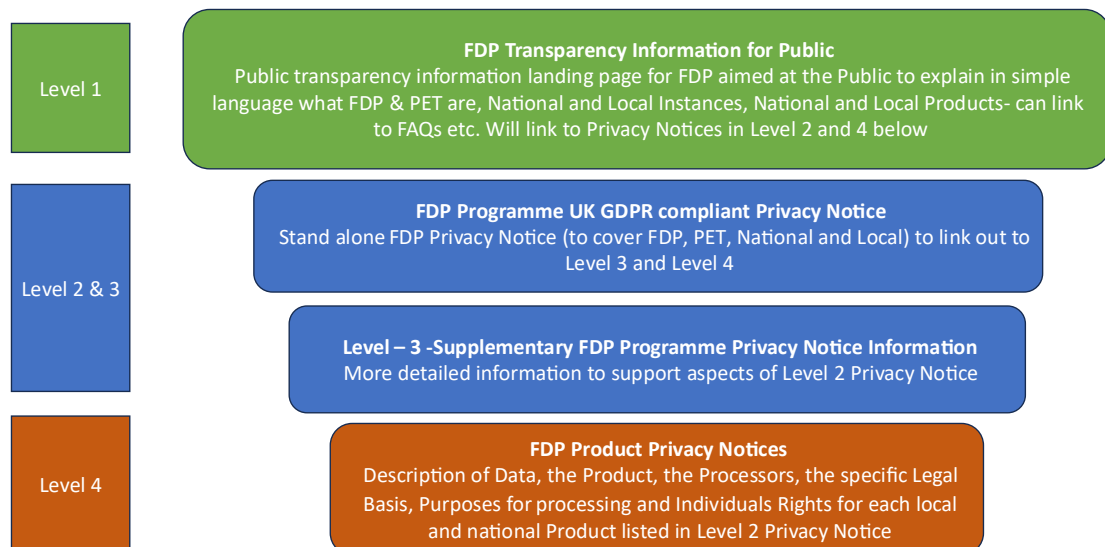 Level 1
FDP Transparency Information for Public
Public transparency information landing page for FDP aimed at the Public to explain in simple
language what FDP & PET are, National and Local Instances, National and Local Products- can link
to FAQs etc. Will link to Privacy Notices in Level 2 and 4 below
Level 2 & 3
FDP Programme UK GDPR compliant Privacy Notice
Stand alone FDP Privacy Notice (to cover FDP, PET, National and Local) to link out to
Level 3 and Level 4
Level – 3 -Supplementary FDP Programme Privacy Notice Information
More detailed information to support aspects of Level 2 Privacy Notice
Level 4
FDP Product Privacy Notices
Description of Data, the Product, the Processors, the specific Legal
Basis, Purposes for processing and Individuals Rights for each local
and national Product listed in Level 2 Privacy Notice